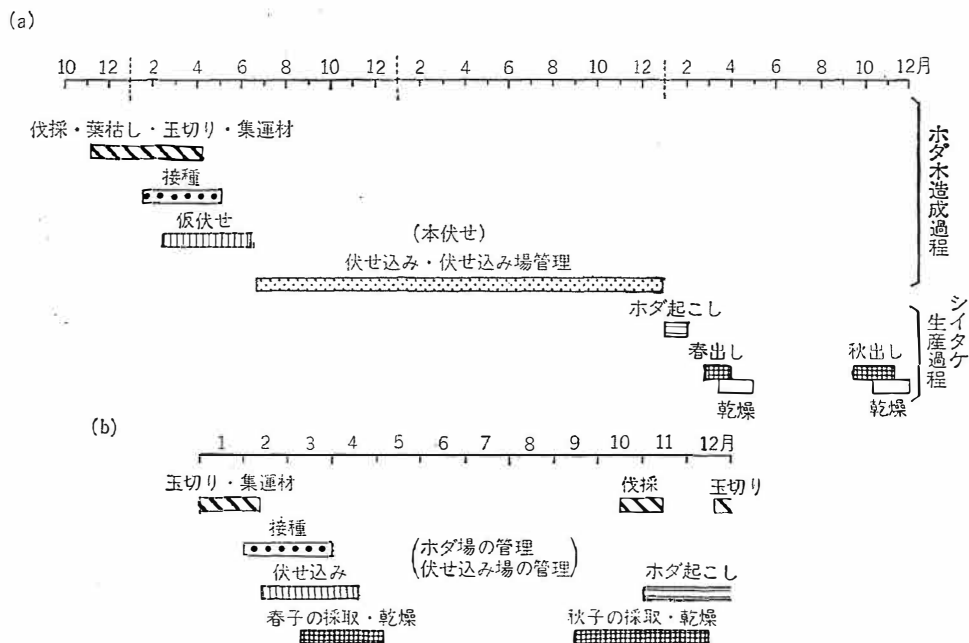 (a)
10 12 2 4 6 8 10 12 2 4 6 8 10 12 2 4 6 8 10 12月
伐採・葉枯し・玉切り・集運材
接種
仮伏せ
(本伏せ)
伏せ込み・伏せ込み場管理
ホダ木造成過程
ホダ起こし
春出し
乾燥
秋出し
乾燥
シイタケ
生産過程
(b)
1 2 3 4 5 6 7 8 9 10 11 12月
玉切り・集運材
伐採
玉切り
接種
(ホダ場の管理
伏せ込み場の管理)
伏せ込み
ホダ起こし
春子の採取・乾燥
秋子の採取・乾燥